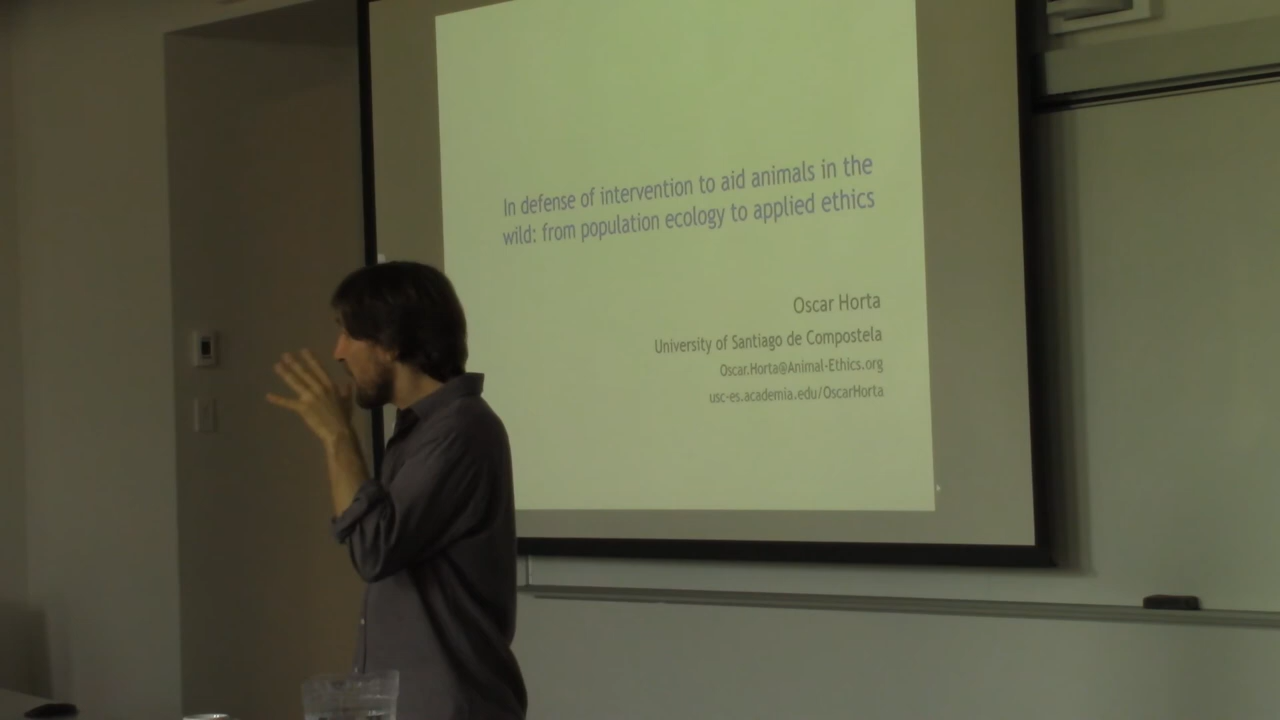 In defense of intervention to aid animals in the
wild: from population ecology to applied ethics
Oscar Horta
University of Santiago de Compostela
Oscar.Horta@Animal-Ethics.org
usc-es.academia.edu/OscarHorta